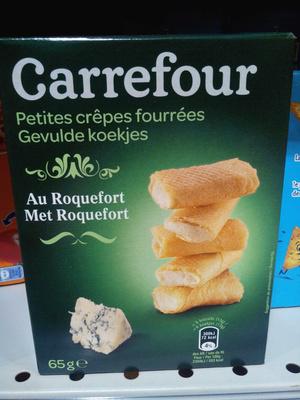 Carrefour
Petites crêpes fourrées
Gevulde koekjes
Au Roquefort
Met Roquefort
65g e